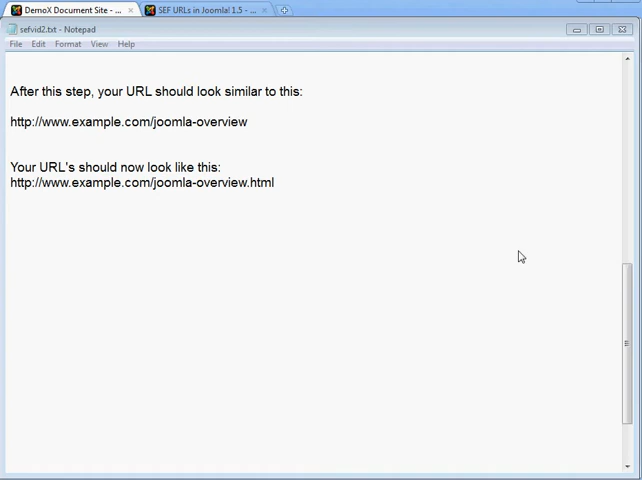 DemoX Document Site - ...
SEF URLs in Joomla! 1.5 - ...
sefvid2.txt - Notepad
File Edit Format View Help
After this step, your URL should look similar to this:
http://www.example.com/joomla-overview
Your URL's should now look like this:
http://www.example.com/joomla-overview.html